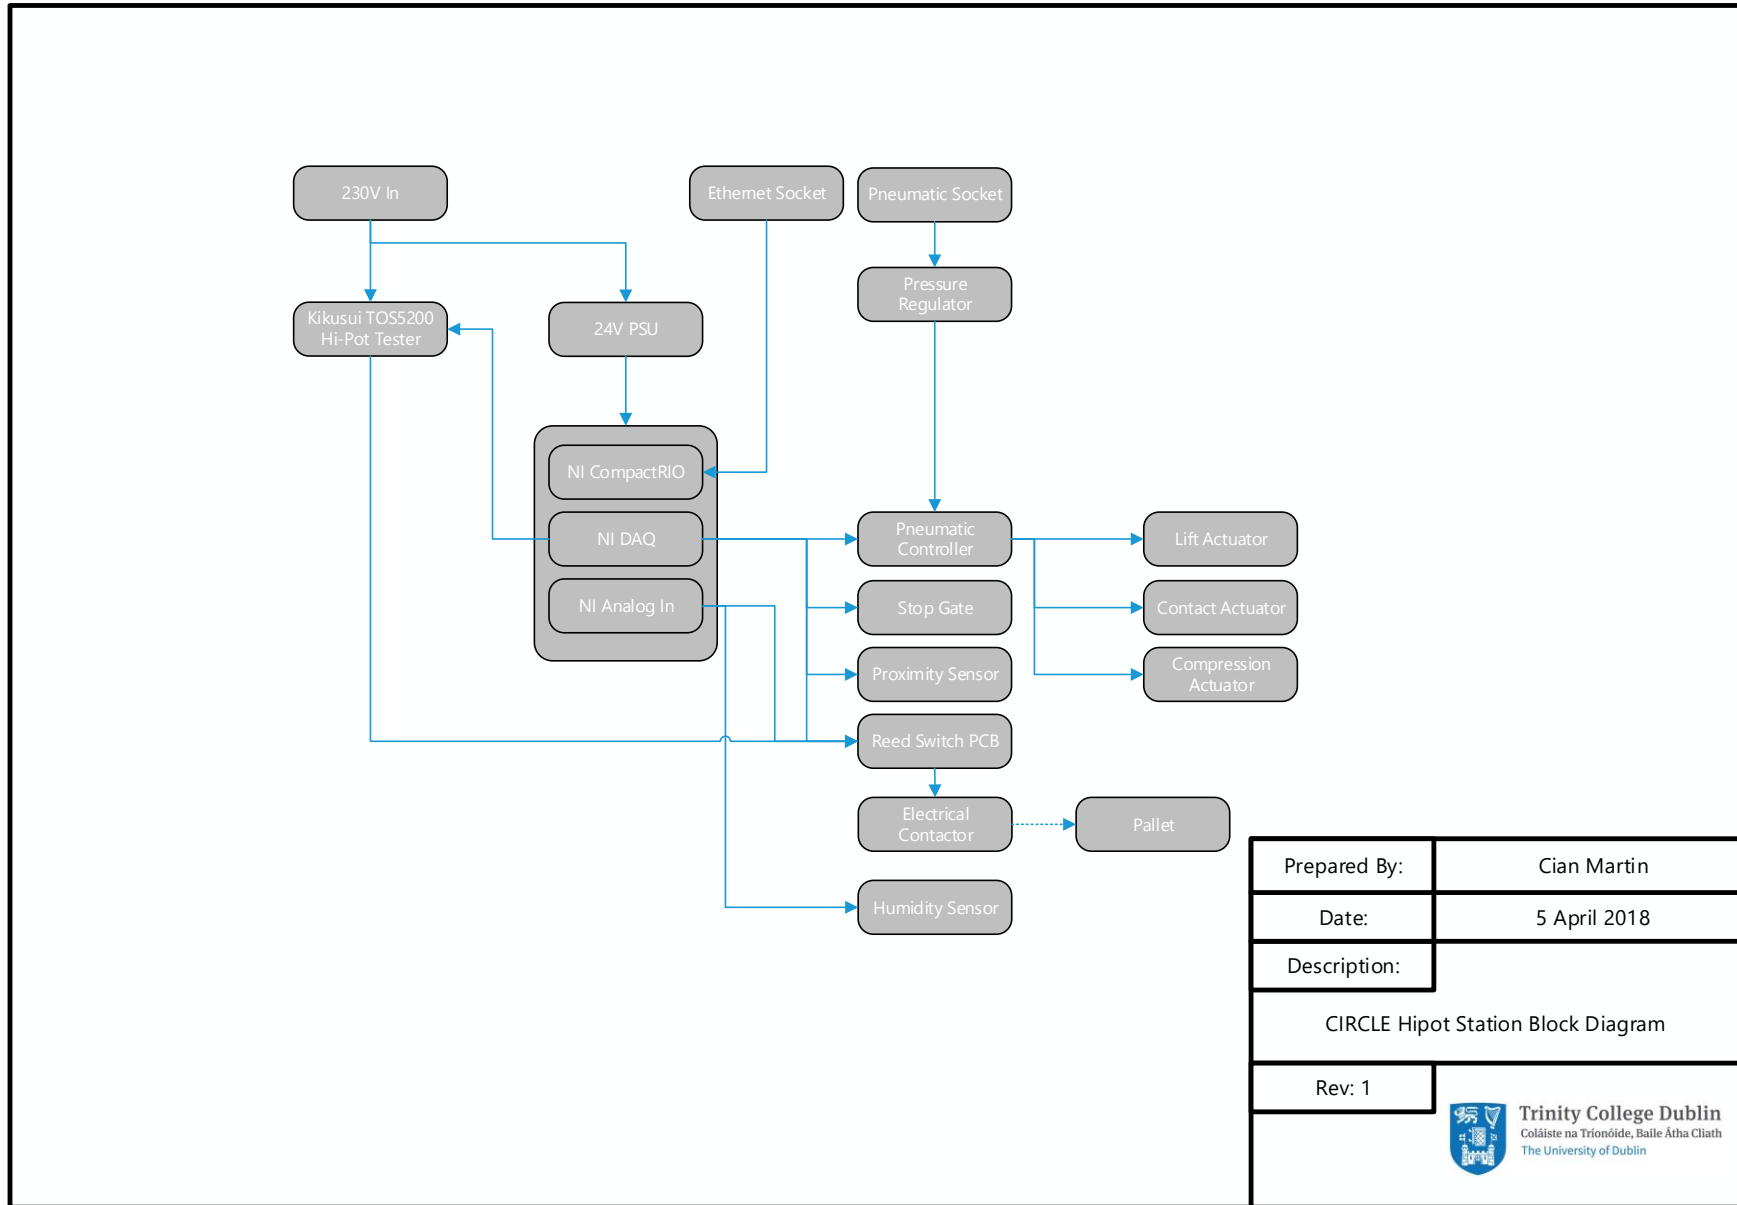 230V In
Ethernet Socket
Pneumatic Socket
Pressure
Regulator
Kikusui TOS5200
Hi-Pot Tester
24V PSU
NI CompactRIO
NI DAQ
NI Analog In
Pneumatic
Controller
Lift Actuator
Stop Gate
Contact Actuator
Proximity Sensor
Compression
Actuator
Reed Switch PCB
Electrical
Contactor
Pallet
Humidity Sensor
Prepared By:
Cian Martin
Date:
5 April 2018
Description:
CIRCLE Hipot Station Block Diagram
Rev: 1
Trinity College Dublin
Coláiste na Tríonóide, Baile Átha Cliath
The University of Dublin